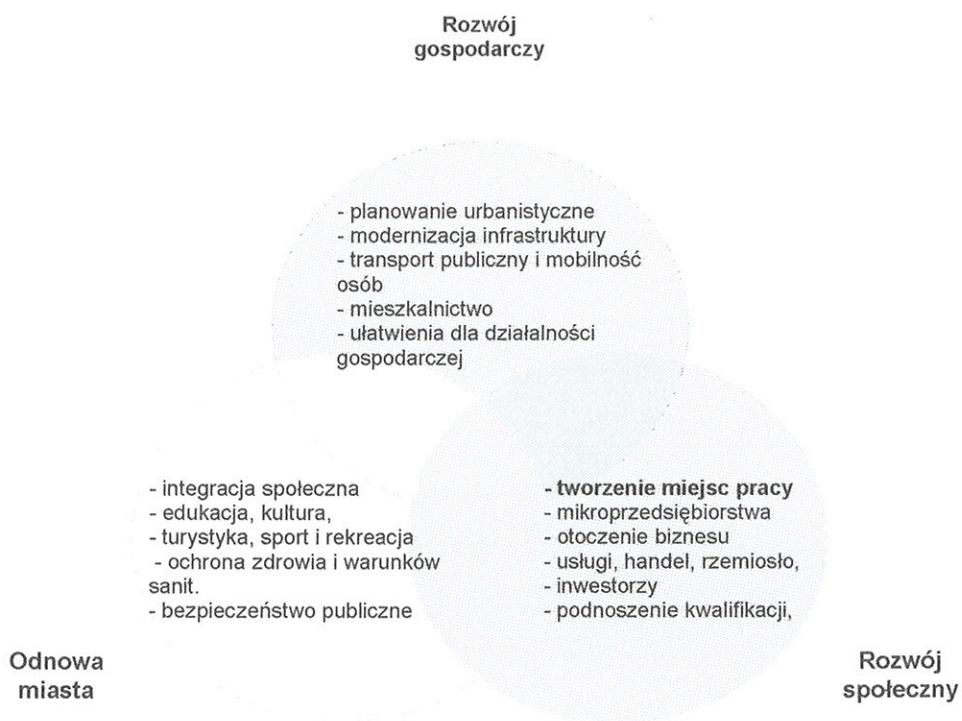 Rozwój
gospodarczy
- planowanie urbanistyczne
- modernizacja infrastruktury
- transport publiczny i mobilność
osób
- mieszkalnictwo
- ułatwienia dla działalności
gospodarczej
- integracja społeczna
- edukacja, kultura,
- turystyka, sport i rekreacja
- ochrona zdrowia i warunków
sanit.
- bezpieczeństwo publiczne
- tworzenie miejsc pracy
- mikroprzedsiębiorstwa
- otoczenie biznesu
- usługi, handel, rzemiosło,
- inwestorzy
- podnoszenie kwalifikacji,
Odnowa
miasta
Rozwój
społeczny